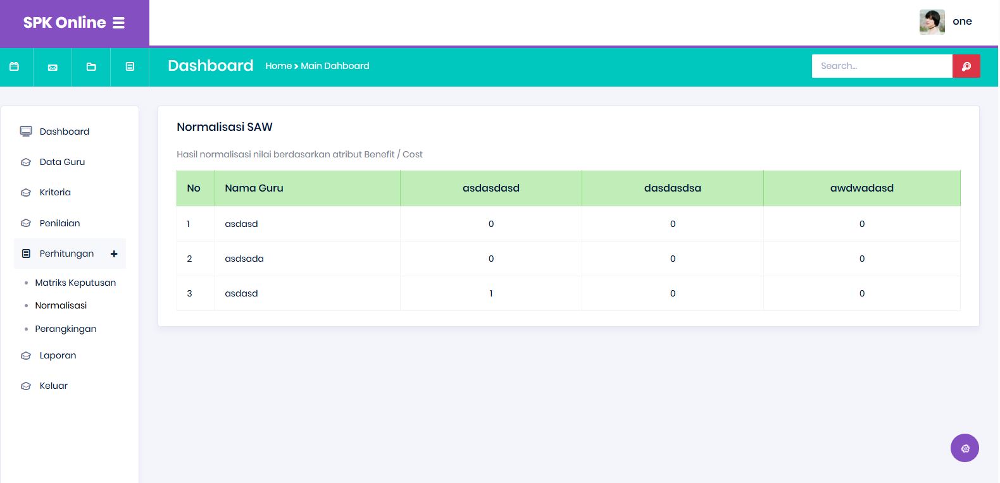 SPK Online
one
Dashboard Home Main Dahboard
Search...
Dashboard
Data Guru
Kriteria
Penilaian
Perhitungan
Matriks Keputusan
Normalisasi
Perangkingan
Laporan
Keluar
Normalisasi SAW
Hasil normalisasi nilai berdasarkan atribut Benefit / Cost
No Nama Guru asdasdasd dasdasdsa awdwadasd
1 asdasd 0 0 0
2 asdsada 0 0 0
3 asdasd 1 0 0